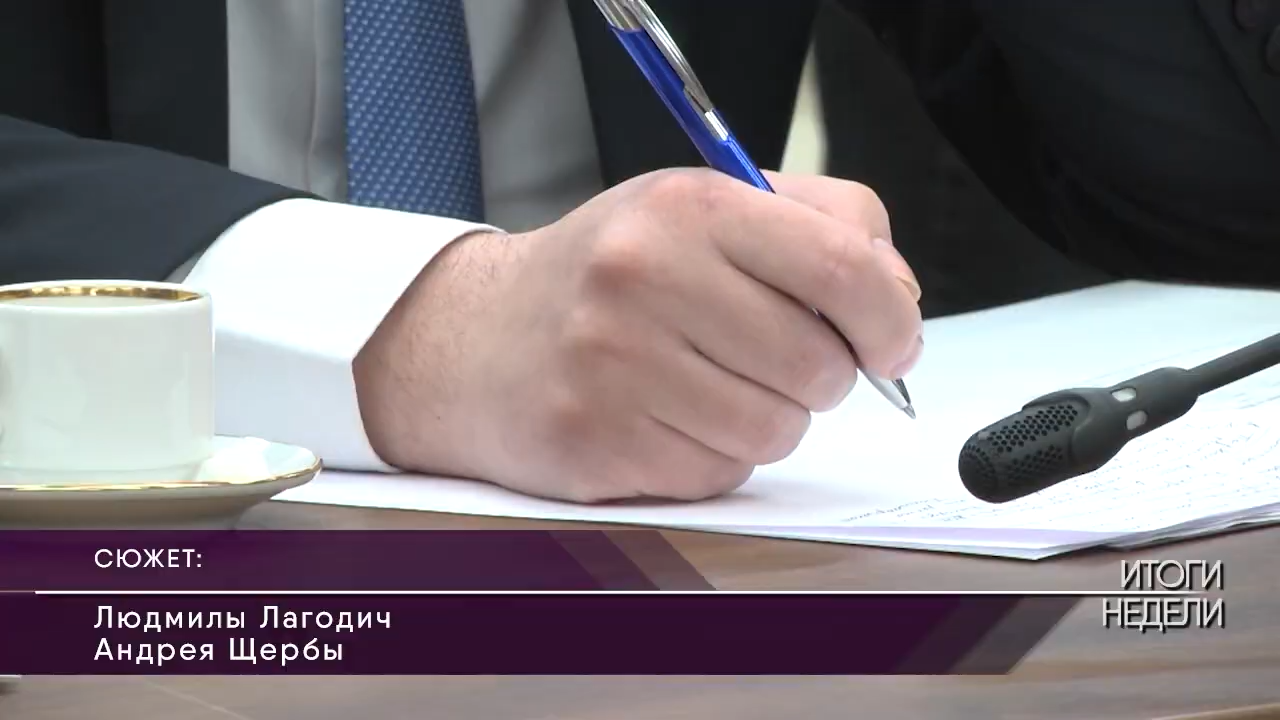 СЮЖЕТ:
Людмилы Лагодич
Андрея Щербы
ИТОГИ
НЕДЕЛИ